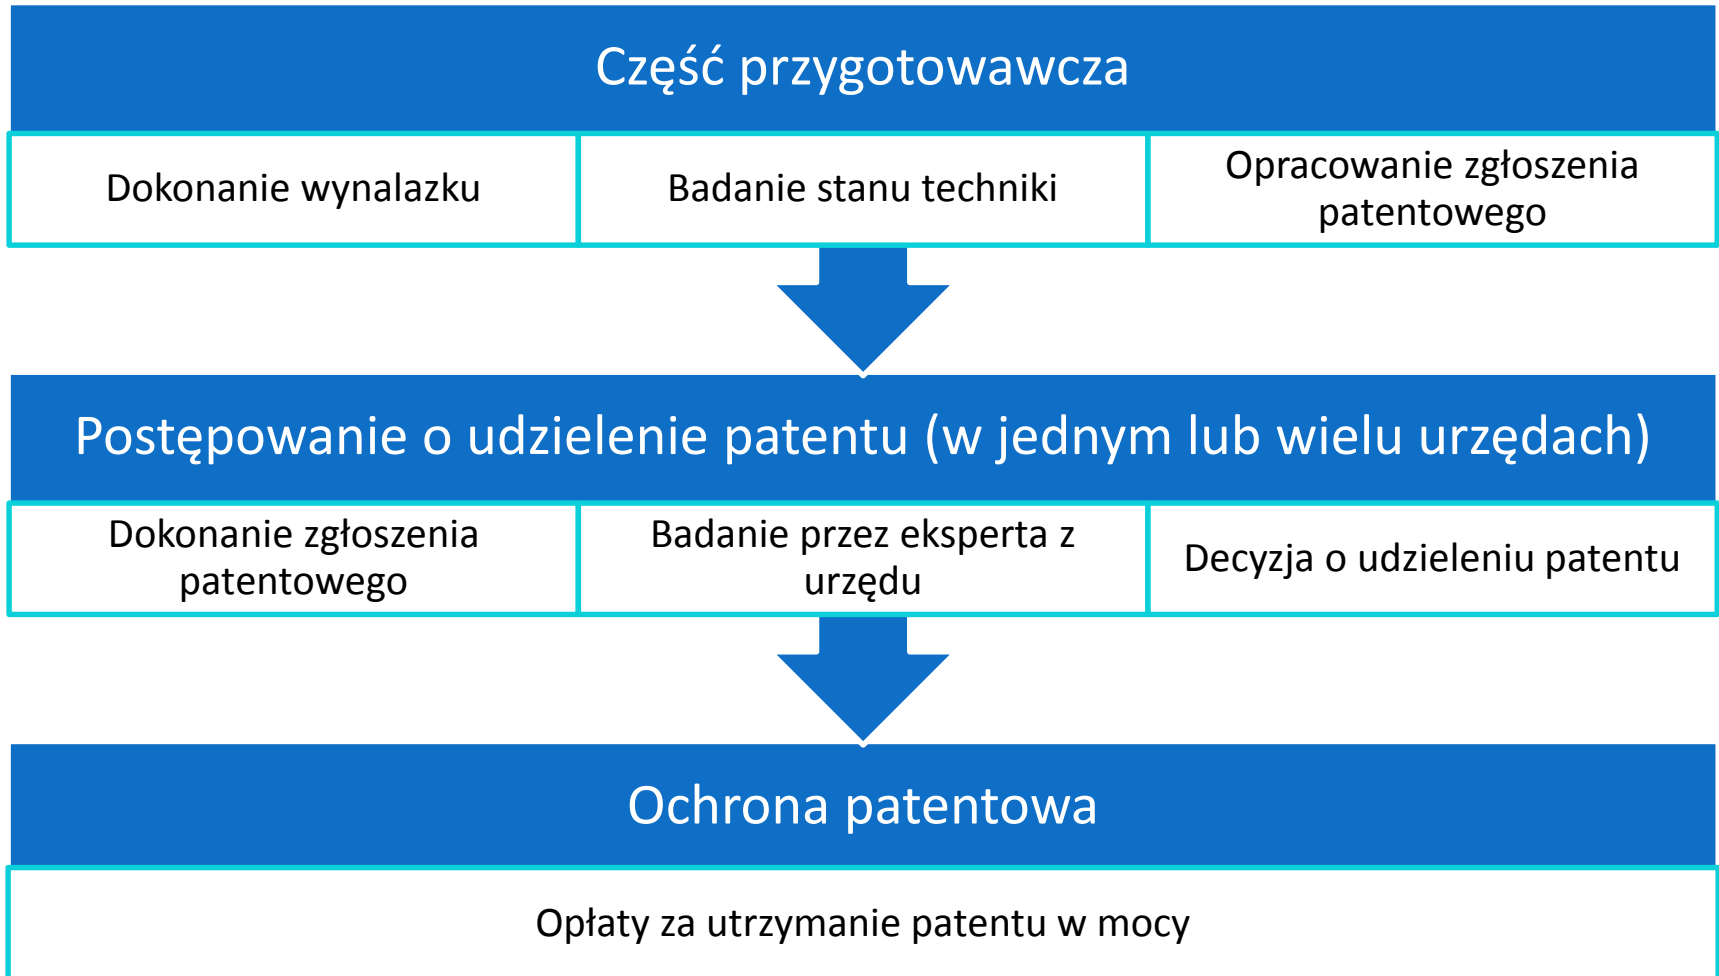 Część przygotowawcza
Dokonanie wynalazku
Badanie stanu techniki
Opracowanie zgłoszenia
patentowego
Postępowanie o udzielenie patentu (w jednym lub wielu urzędach)
Dokonanie zgłoszenia
patentowego
Badanie przez eksperta z
urzędu
Decyzja o udzieleniu patentu
Ochrona patentowa
Opłaty za utrzymanie patentu w mocy